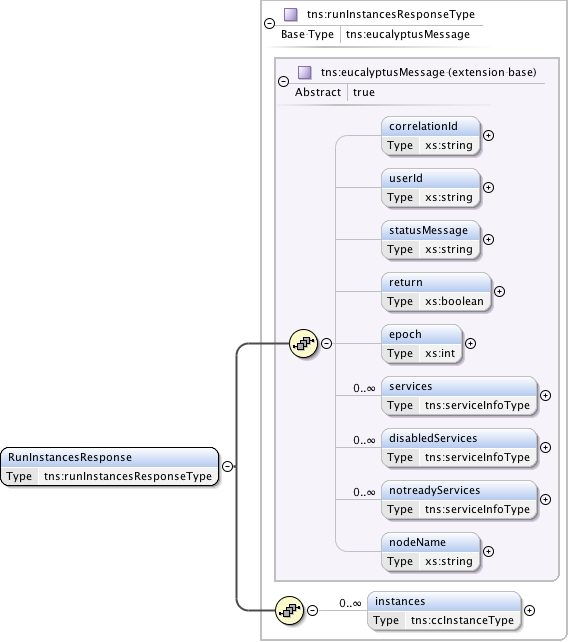 tns:runInstancesResponseType
Base Type tns:eucalyptusMessage
tns:eucalyptusMessage (extension base)
Abstract true
correlationId
Type xs:string
userId
Type xs:string
statusMessage
Type xs:string
return
Type xs:boolean
epoch
Type xs:int
0..∞ services
Type tns:serviceInfoType
0..∞ disabledServices
Type tns:serviceInfoType
0..∞ notreadyServices
Type tns:serviceInfoType
nodeName
Type xs:string
RunInstancesResponse
Type tns:runInstancesResponseType
0..∞ instances
Type tns:ccInstanceType